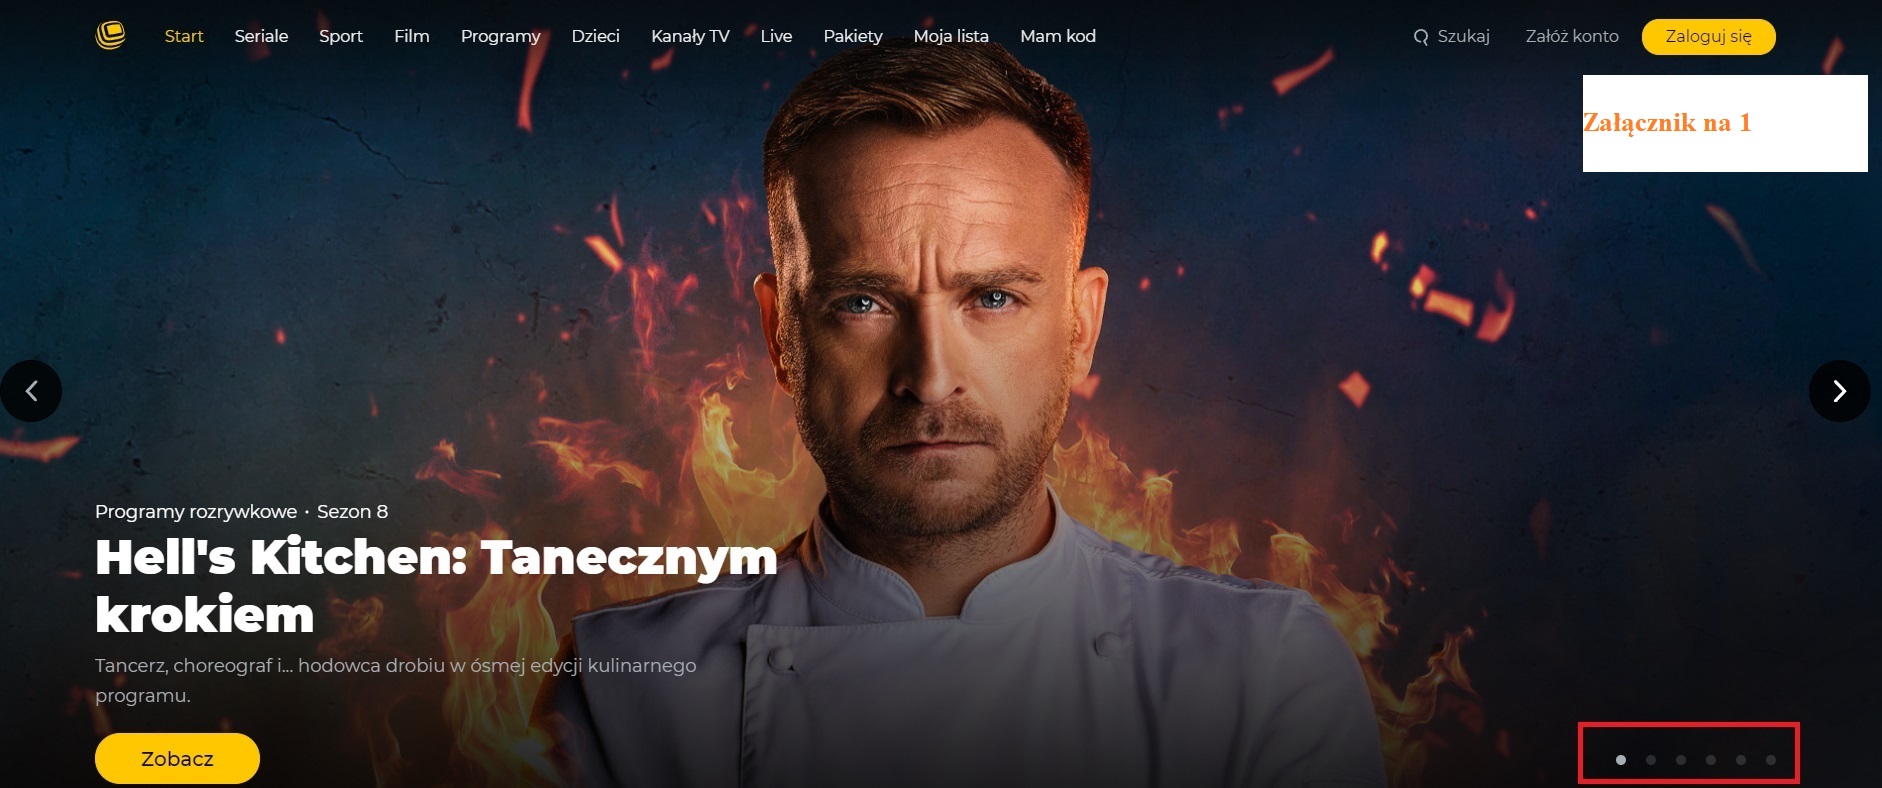 Start Seriale Sport Film Programy Dzieci Kanały TV Live Pakiety Moja lista Mam kod Szukaj Załóż konto Zaloguj się
Załącznik na 1
Programy rozrywkowe · Sezon 8
Hell's Kitchen: Tanecznym
krokiem
Tancerz, choreograf i... hodowca drobiu w ósmej edycji kulinarnego
programu.
Zobacz